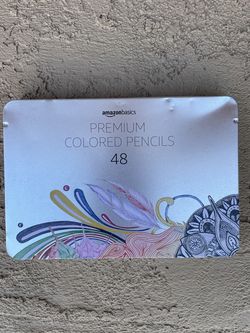 amazonbasics
PREMIUM
COLORED PENCILS
48